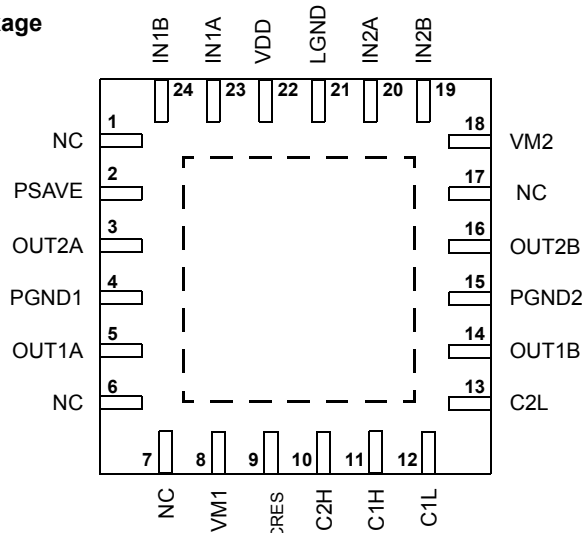 kage
IN1B
IN1A
VDD
LGND
IN2A
IN2B
24
23
22
21
20
19
1
NC
2
PSAVE
3
OUT2A
4
PGND1
5
OUT1A
6
NC
18
VM2
17
NC
16
OUT2B
15
PGND2
14
OUT1B
13
C2L
7
8
9
10
11
12
NC
VM1
CRES
C2H
C1H
C1L